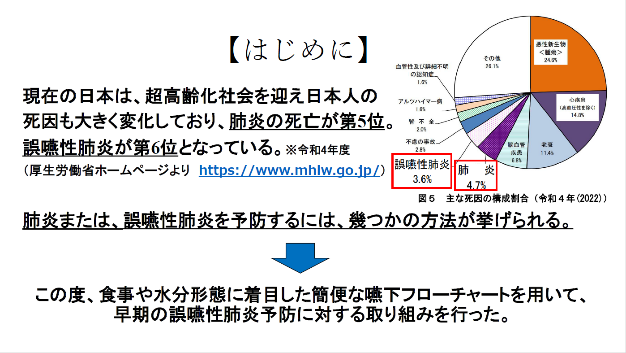 【はじめに】
現在の日本は、超高齢化社会を迎え日本人の
死因も大きく変化しており、肺炎の死亡が第5位。
誤嚥性肺炎が第6位となっている。※令和4年度
(厚生労働省ホームページより https://www.mhlw.go.jp/)
悪性新生物
<腫瘍>
24.6%
心疾患
(高血圧性を除く)
14.8%
老衰
11.4%
脳血管
疾患
6.8%
肺 炎
4.7%
誤嚥性肺炎
3.6%
不慮の事故
2.8%
腎 不 全
2.0%
アルツハイマー病
1.6%
血管性及び詳細不明
の認知症
1.6%
その他
26.1%
図5 主な死因の構成割合(令和4年(2022))
肺炎または、誤嚥性肺炎を予防するには、幾つかの方法が挙げられる。
この度、食事や水分形態に着目した簡便な嚥下フローチャートを用いて、
早期の誤嚥性肺炎予防に対する取り組みを行った。